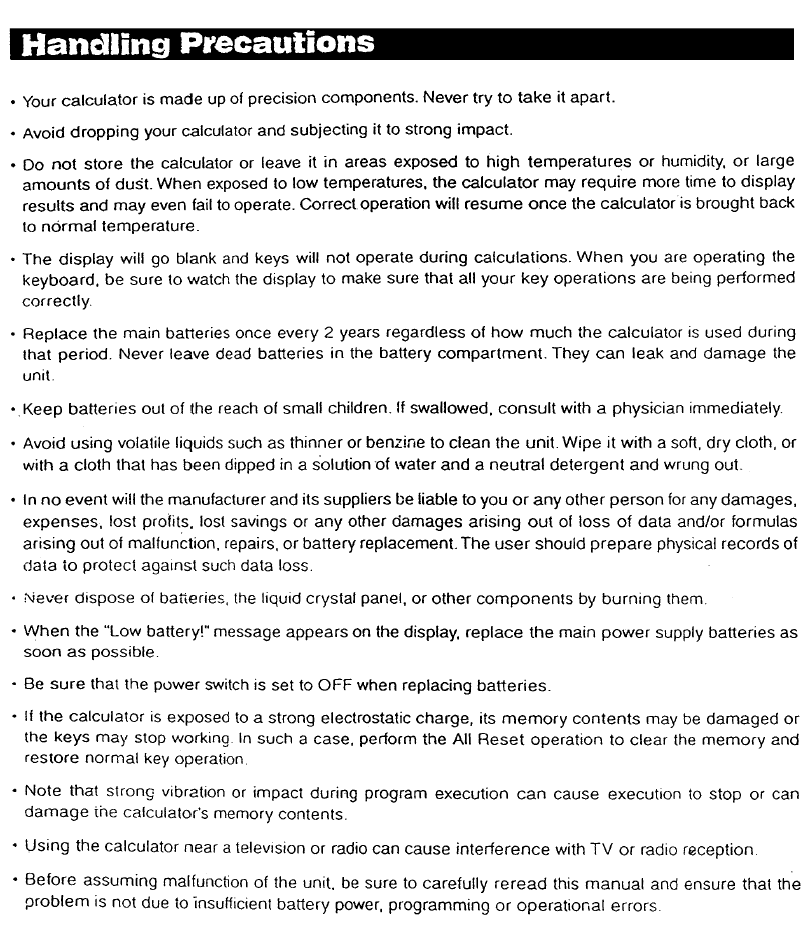 Handling Precautions
• Your calculator is made up of precision components. Never try to take it apart.
• Avoid dropping your calculator and subjecting it to strong impact.
• Do not store the calculator or leave it in areas exposed to high temperatures or humidity, or large
amounts of dust. When exposed to low temperatures, the calculator may require more time to display
results and may even fail to operate. Correct operation will resume once the calculator is brought back
to normal temperature.
• The display will go blank and keys will not operate during calculations. When you are operating the
keyboard, be sure to watch the display to make sure that all your key operations are being performed
correctly.
• Replace the main batteries once every 2 years regardless of how much the calculator is used during
that period. Never leave dead batteries in the battery compartment. They can leak and damage the
unit.
• Keep batteries out of the reach of small children. If swallowed, consult with a physician immediately.
• Avoid using volatile liquids such as thinner or benzine to clean the unit. Wipe it with a soft, dry cloth, or
with a cloth that has been dipped in a solution of water and a neutral detergent and wrung out.
• In no event will the manufacturer and its suppliers be liable to you or any other person for any damages,
expenses, lost profits, lost savings or any other damages arising out of loss of data and/or formulas
arising out of malfunction, repairs, or battery replacement. The user should prepare physical records of
data to protect against such data loss.
• Never dispose of batteries, the liquid crystal panel, or other components by burning them.
• When the "Low battery!" message appears on the display, replace the main power supply batteries as
soon as possible.
• Be sure that the power switch is set to OFF when replacing batteries.
• If the calculator is exposed to a strong electrostatic charge, its memory contents may be damaged or
the keys may stop working. In such a case, perform the All Reset operation to clear the memory and
restore normal key operation.
• Note that strong vibration or impact during program execution can cause execution to stop or can
damage the calculator's memory contents.
• Using the calculator near a television or radio can cause interference with TV or radio reception.
• Before assuming malfunction of the unit, be sure to carefully reread this manual and ensure that the
problem is not due to insufficient battery power, programming or operational errors.